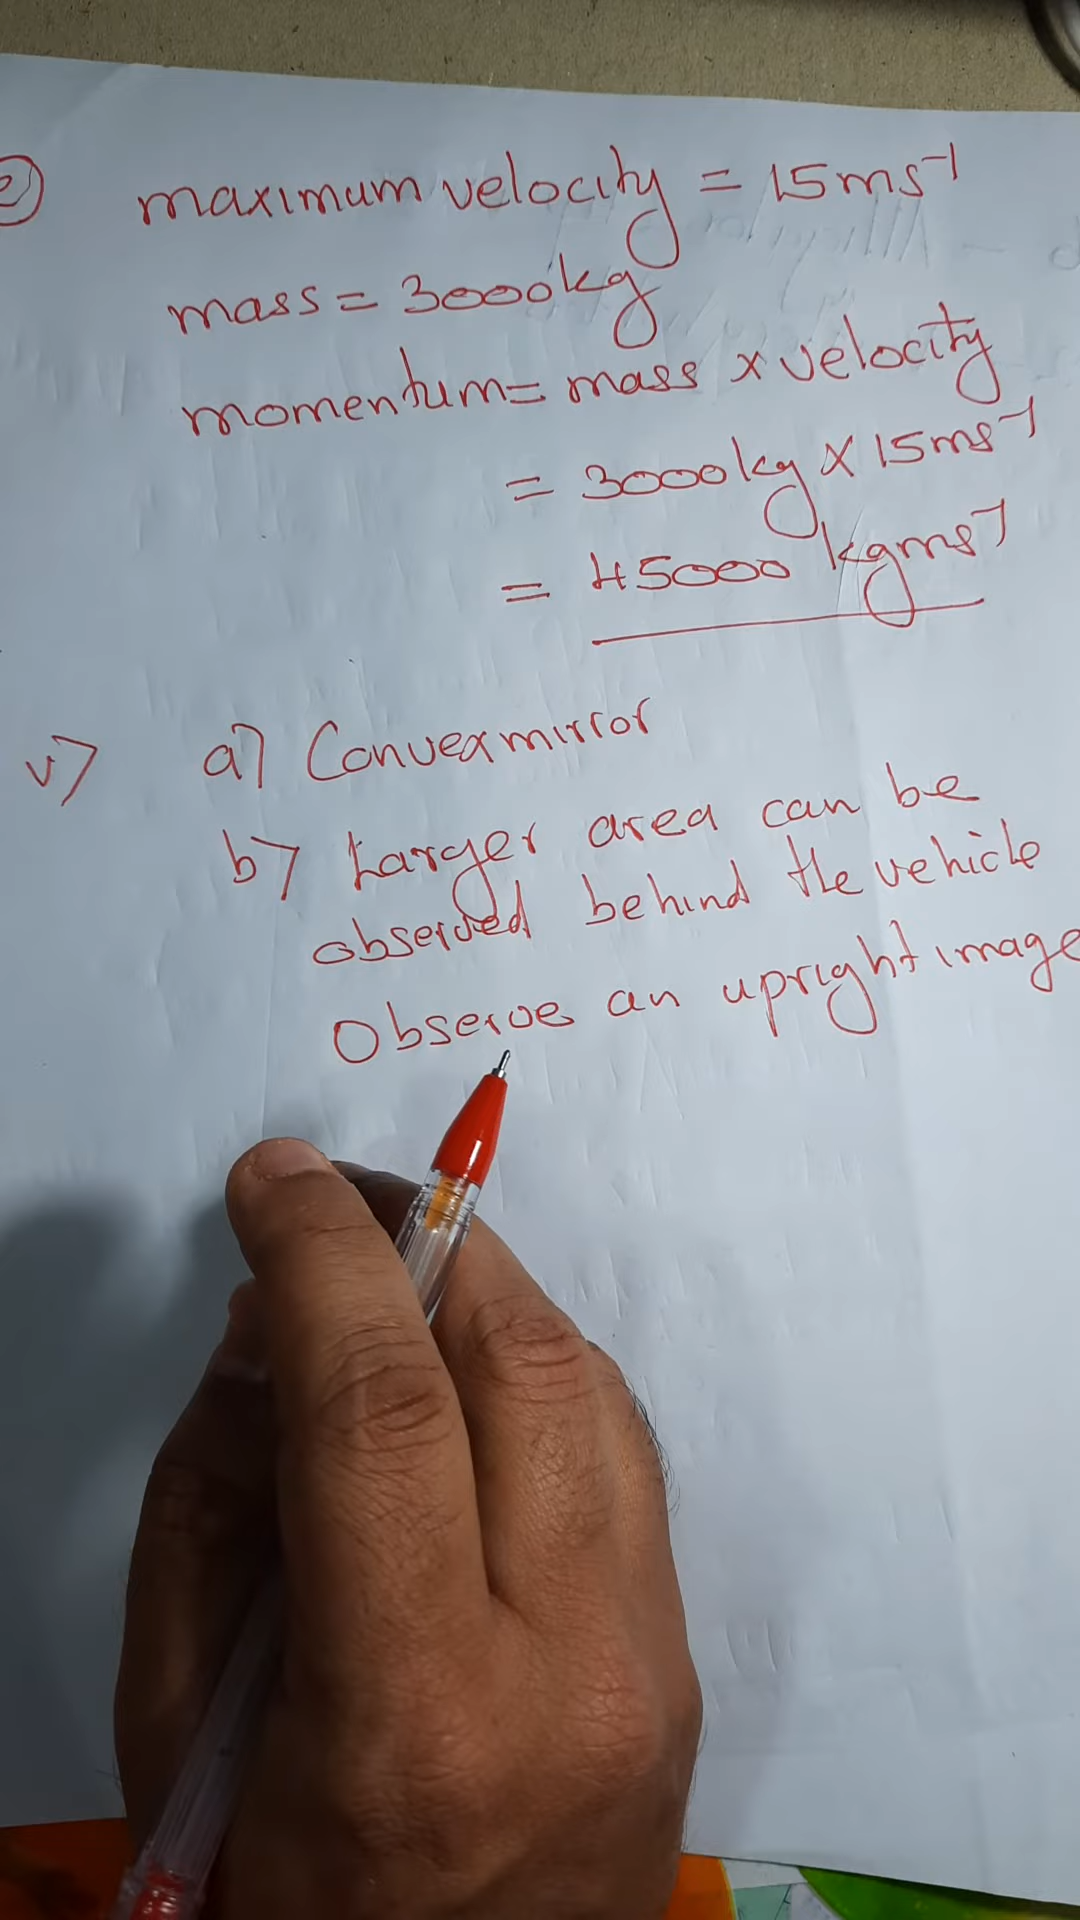 e) maximum velocity = 15ms⁻¹
mass = 3000kg
momentum = mass x velocity
= 3000kg x 15ms⁻¹
= 45000 kgms⁻¹
v) a) Convex mirror
b) Larger area can be
observed behind the vehicle
Observe an upright image